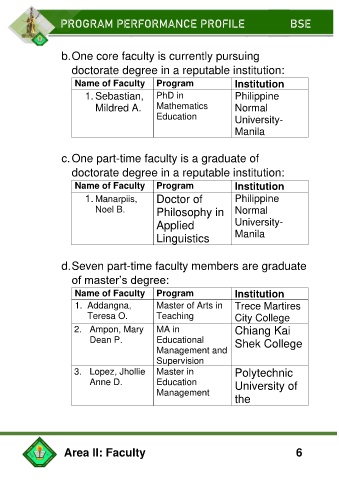 PROGRAM PERFORMANCE PROFILE BSE
b. One core faculty is currently pursuing
doctorate degree in a reputable institution:
Name of Faculty Program Institution
1. Sebastian, PhD in Philippine
Mildred A. Mathematics Normal
Education University-
Manila
c. One part-time faculty is a graduate of
doctorate degree in a reputable institution:
Name of Faculty Program Institution
1. Manarpiis, Doctor of Philippine
Noel B. Philosophy in Normal
Applied University-
Linguistics Manila
d. Seven part-time faculty members are graduate
of master's degree:
Name of Faculty Program Institution
1. Addangna, Master of Arts in Trece Martires
Teresa O. Teaching City College
2. Ampon, Mary MA in Chiang Kai
Dean P. Educational Shek College
Management and
Supervision
3. Lopez, Jhollie Master in Polytechnic
Anne D. Education University of
Management the
Area II: Faculty 6